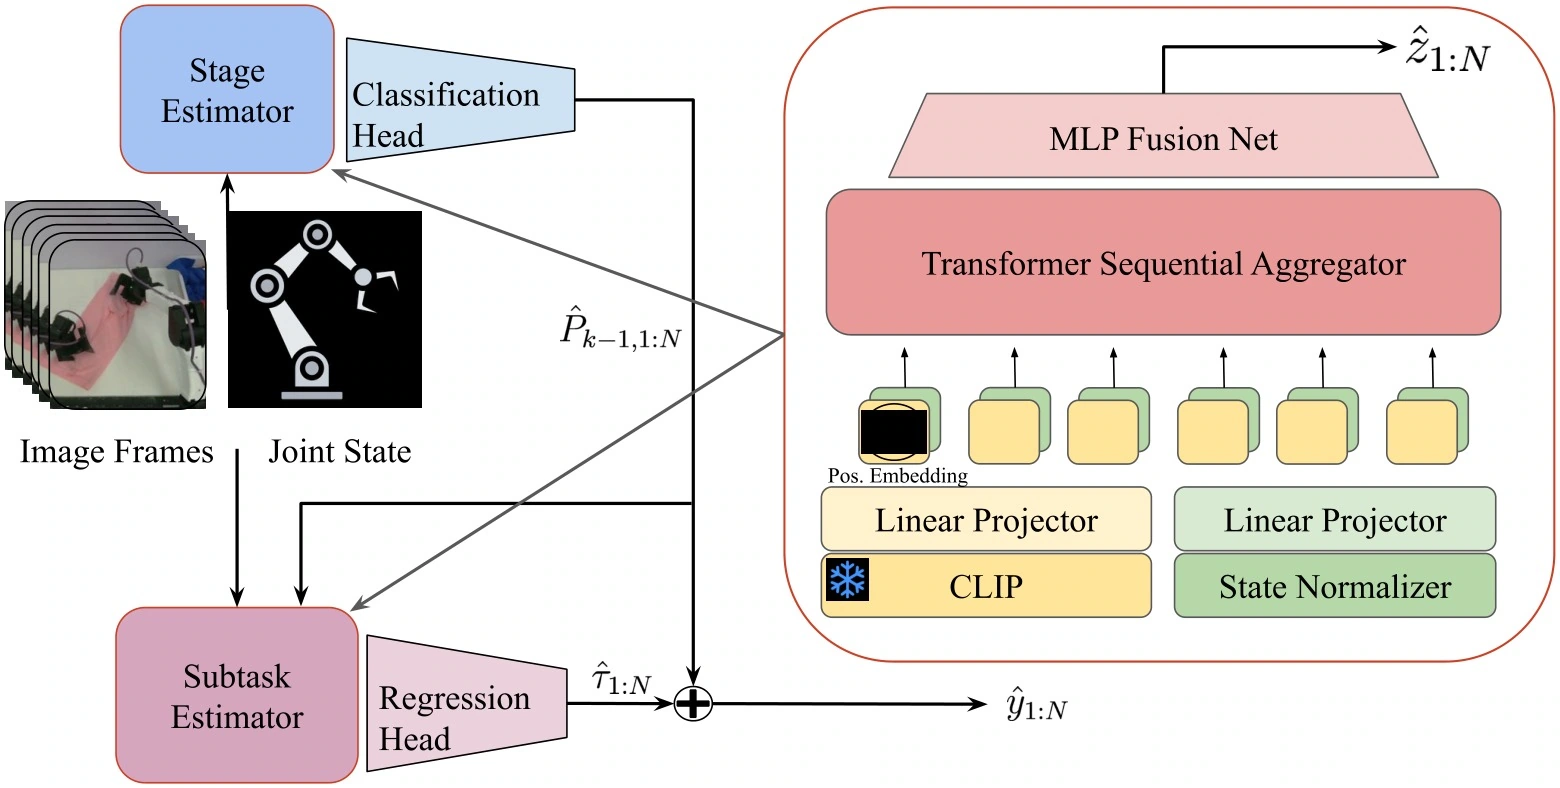 Stage
Estimator
Classification
Head
Image Frames
Joint State
$\hat{P}_{k-1,1:N}$
Subtask
Estimator
Regression
Head
$\hat{\tau}_{1:N}$
$\hat{y}_{1:N}$
$\hat{z}_{1:N}$
MLP Fusion Net
Transformer Sequential Aggregator
Pos. Embedding
Linear Projector
Linear Projector
CLIP
State Normalizer